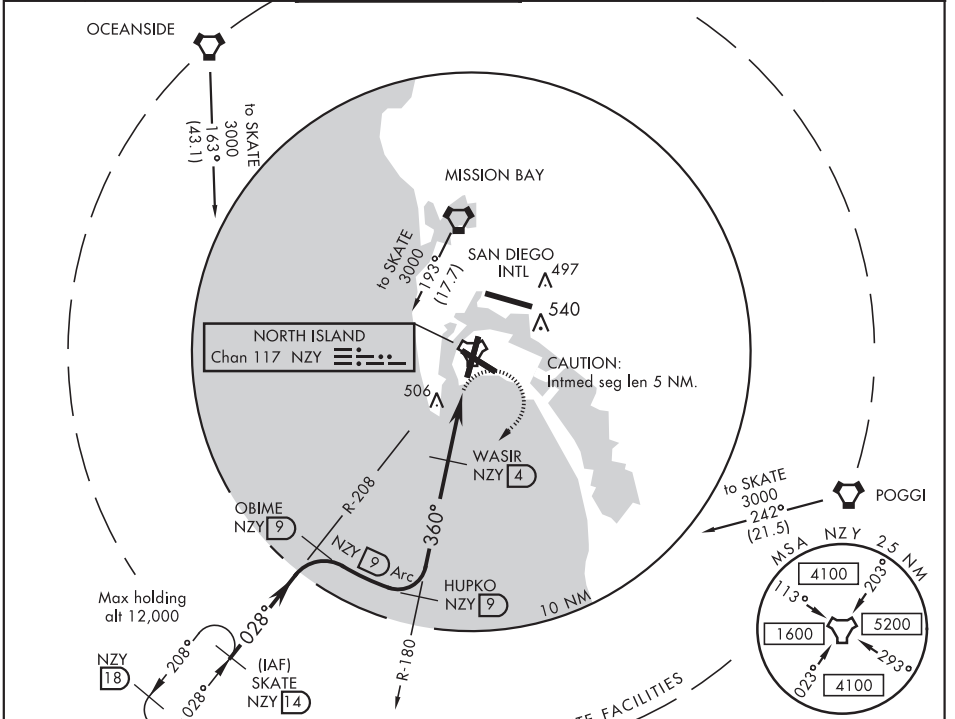 OCEANSIDE
to SKATE
3000
163°
(43.1)
MISSION BAY
to SKATE
3000
193°
(17.7)
SAN DIEGO
INTL
497
540
NORTH ISLAND
Chan 117 NZY
CAUTION:
Intmed seg len 5 NM.
506
WASIR
NZY 4
R-208
360°
OBIME
NZY 9
NZY 9 Arc
HUPKO
NZY 9
10 NM
to SKATE
3000
242°
(21.5)
POGGI
Max holding
alt 12,000
028°
208°
028°
NZY
18
(IAF)
SKATE
NZY 14
R-180
MSA NZY 25 NM
4100
113°
203°
1600
5200
023°
293°
4100
FACILITIES